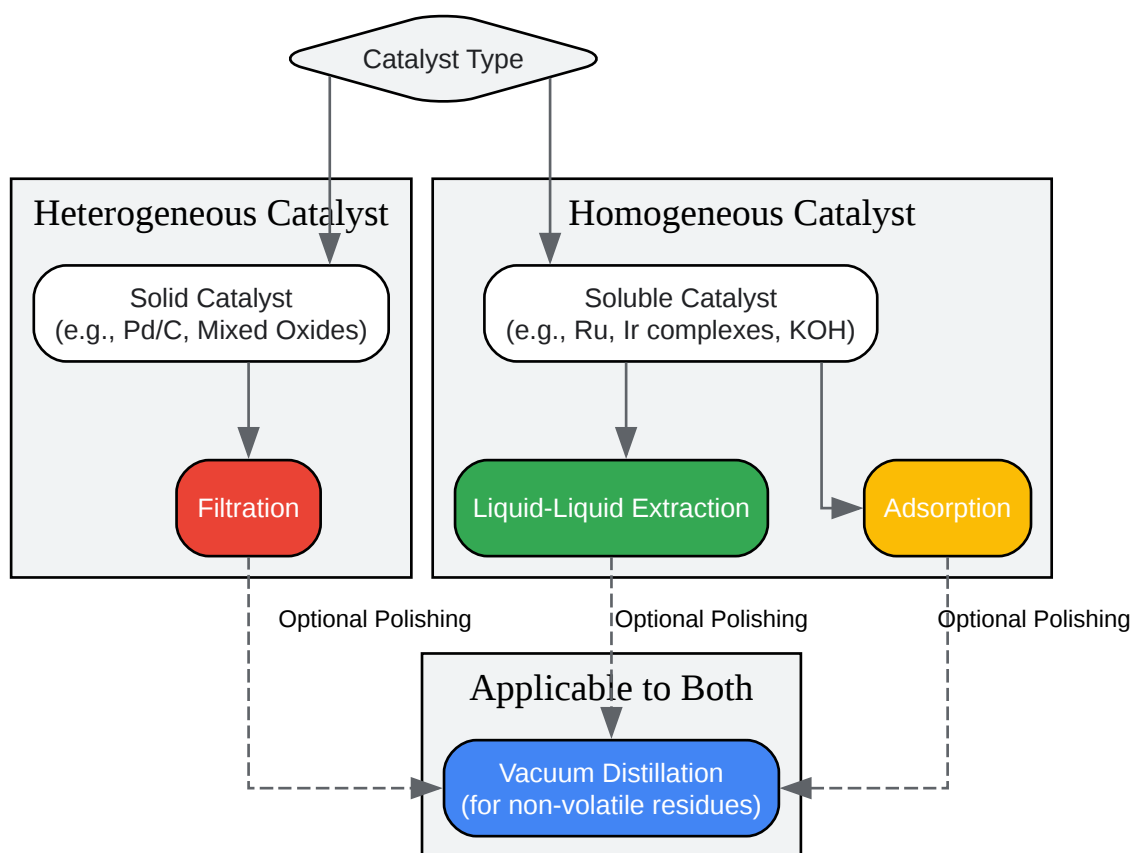 Catalyst Type
Heterogeneous Catalyst
Homogeneous Catalyst
Solid Catalyst
(e.g., Pd/C, Mixed Oxides)
Soluble Catalyst
(e.g., Ru, Ir complexes, KOH)
Filtration
Liquid-Liquid Extraction
Adsorption
Optional Polishing
Optional Polishing
Optional Polishing
Applicable to Both
Vacuum Distillation
(for non-volatile residues)